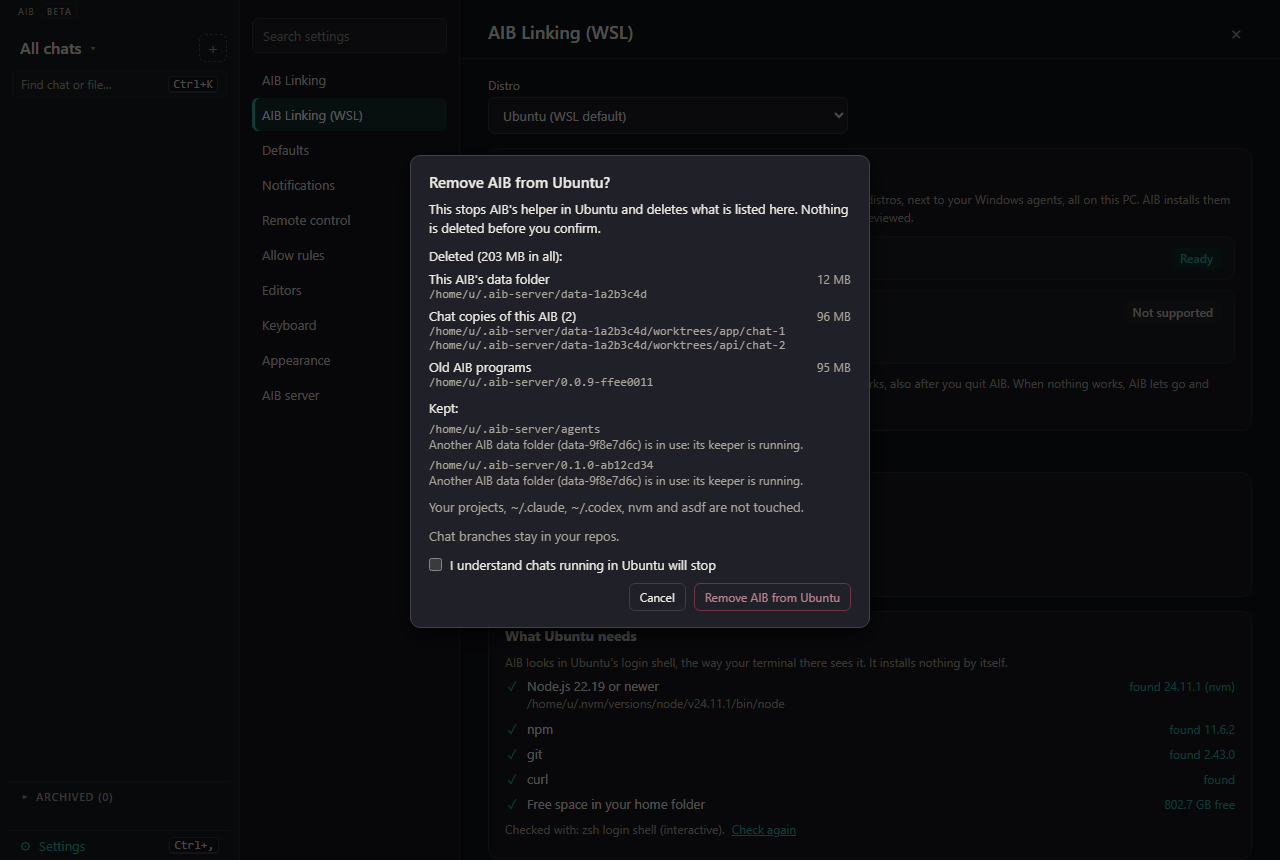 AIB BETA
All chats
+
Find chat or file... Ctrl+K
ARCHIVED (0)
Settings Ctrl+,
Search settings
AIB Linking
AIB Linking (WSL)
Defaults
Notifications
Remote control
Allow rules
Editors
Keyboard
Appearance
AIB server
AIB Linking (WSL)
Distro
Ubuntu (WSL default)
distros, next to your Windows agents, all on this PC. AIB installs them
Ready
Not supported
also after you quit AIB. When nothing works, AIB lets go and
Remove AIB from Ubuntu?
This stops AIB's helper in Ubuntu and deletes what is listed here. Nothing
is deleted before you confirm.
Deleted (203 MB in all):
This AIB's data folder 12 MB
/home/u/.aib-server/data-1a2b3c4d
Chat copies of this AIB (2) 96 MB
/home/u/.aib-server/data-1a2b3c4d/worktrees/app/chat-1
/home/u/.aib-server/data-1a2b3c4d/worktrees/api/chat-2
Old AIB programs 95 MB
/home/u/.aib-server/0.0.9-ffee0011
Kept:
/home/u/.aib-server/agents
Another AIB data folder (data-9f8e7d6c) is in use: its keeper is running.
/home/u/.aib-server/0.1.0-ab12cd34
Another AIB data folder (data-9f8e7d6c) is in use: its keeper is running.
Your projects, ~/.claude, ~/.codex, nvm and asdf are not touched.
Chat branches stay in your repos.
I understand chats running in Ubuntu will stop
Cancel Remove AIB from Ubuntu
What Ubuntu needs
AIB looks in Ubuntu's login shell, the way your terminal there sees it. It installs nothing by itself.
✓ Node.js 22.19 or newer found 24.11.1 (nvm)
/home/u/.nvm/versions/node/v24.11.1/bin/node
✓ npm found 11.6.2
✓ git found 2.43.0
✓ curl found
✓ Free space in your home folder 802.7 GB free
Checked with: zsh login shell (interactive). Check again